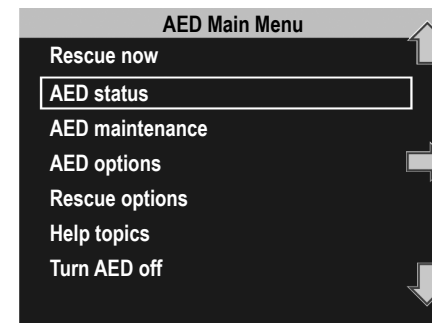 AED Main Menu
Rescue now
AED status
AED maintenance
AED options
Rescue options
Help topics
Turn AED off